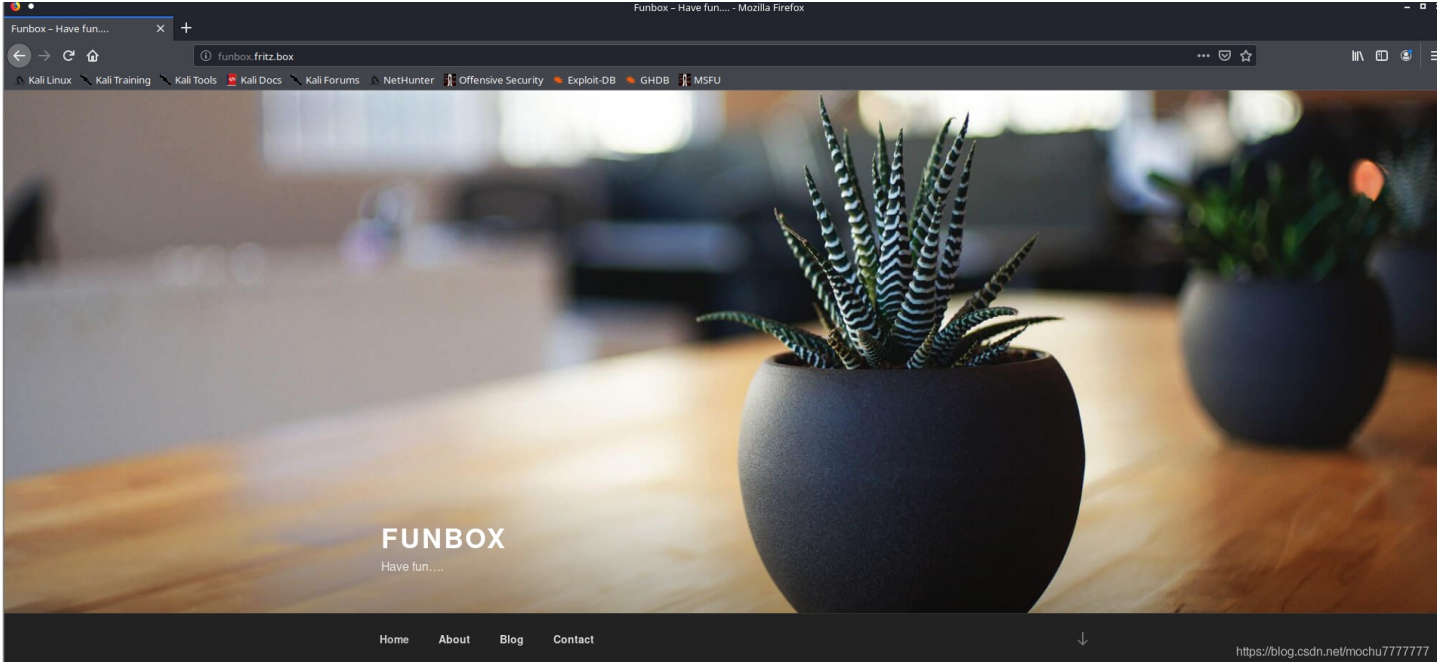 Funbox – Have fun.... - Mozilla Firefox
Funbox – Have fun....
funbox.fritz.box
Kali Linux Kali Training Kali Tools Kali Docs Kali Forums NetHunter Offensive Security Exploit-DB GHDB MSFU
FUNBOX
Have fun....
Home About Blog Contact
https://blog.csdn.net/mochu7777777